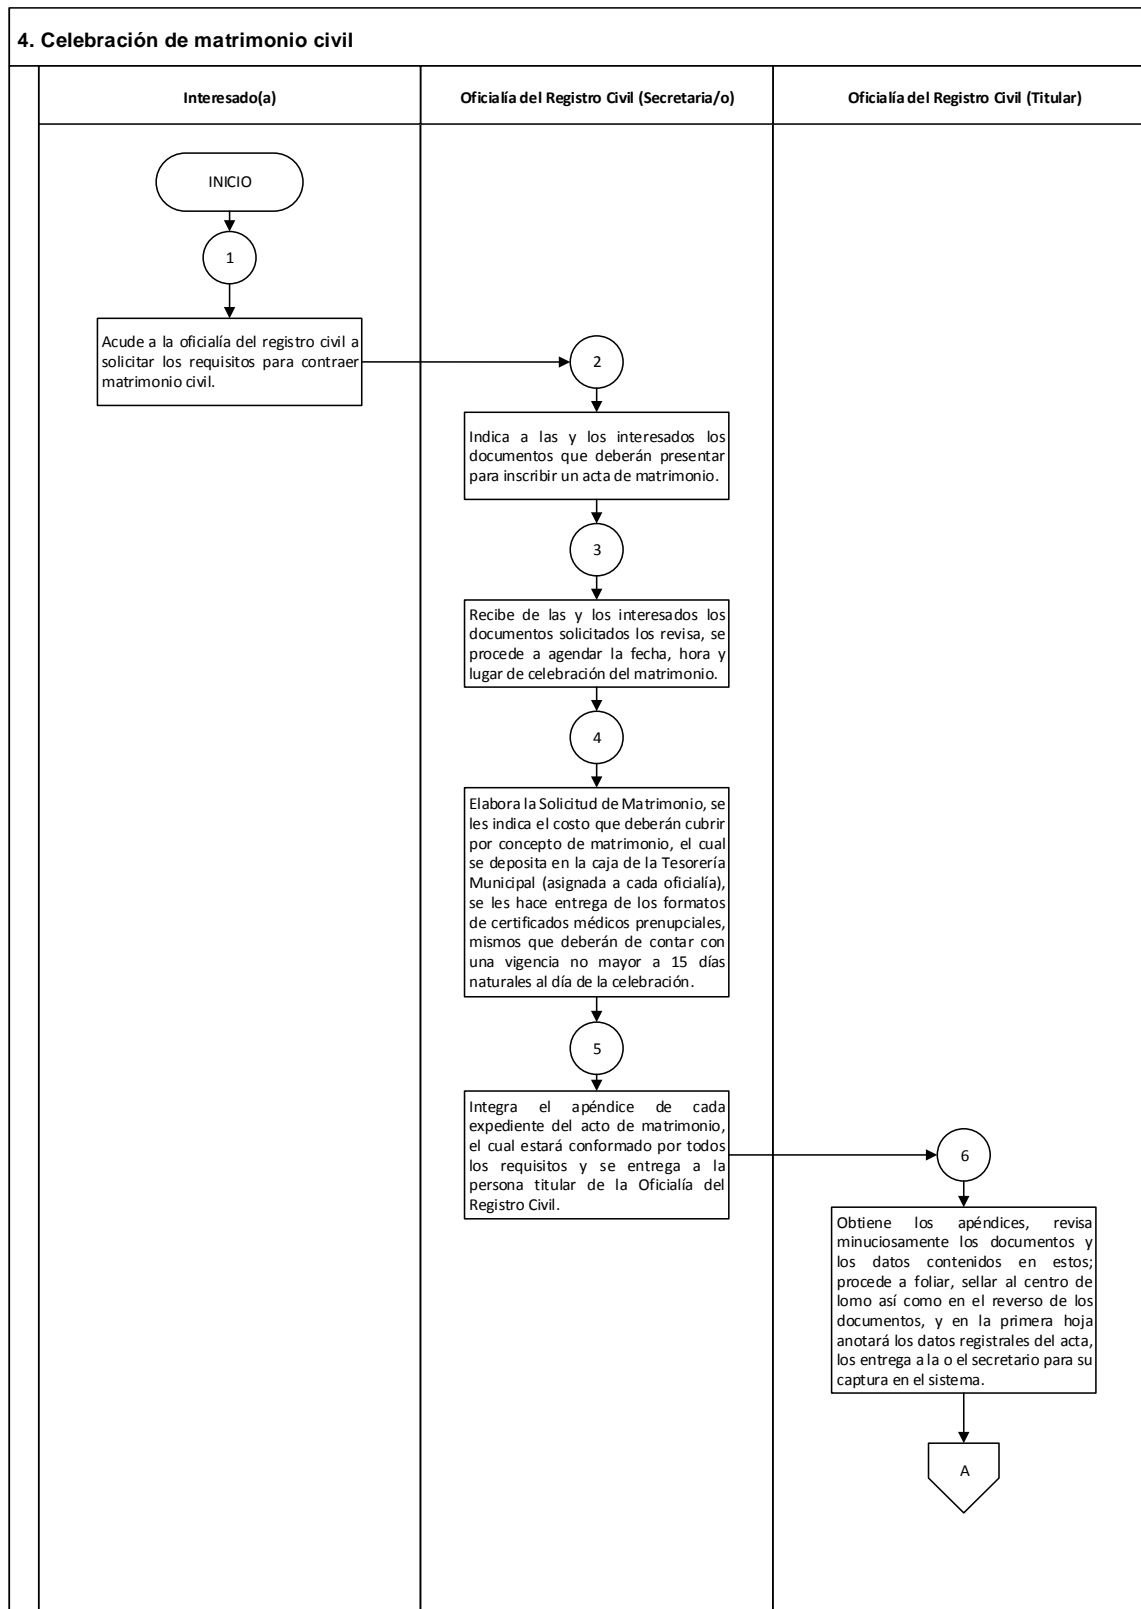 4. Celebración de matrimonio civil
Interesado(a)
Oficialía del Registro Civil (Secretaria/o)
Oficialía del Registro Civil (Titular)
INICIO
1
Acude a la oficialía del registro civil a
solicitar los requisitos para contraer
matrimonio civil.
2
Indica a las y los interesados los
documentos que deberán presentar
para inscribir un acta de matrimonio.
3
Recibe de las y los interesados los
documentos solicitados los revisa, se
procede a agendar la fecha, hora y
lugar de celebración del matrimonio.
4
Elabora la Solicitud de Matrimonio, se
les indica el costo que deberán cubrir
por concepto de matrimonio, el cual
se deposita en la caja de la Tesorería
Municipal (asignada a cada oficialía),
se les hace entrega de los formatos
de certificados médicos prenupciales,
mismos que deberán de contar con
una vigencia no mayor a 15 días
naturales al día de la celebración.
5
Integra el apéndice de cada
expediente del acto de matrimonio,
el cual estará conformado por todos
los requisitos y se entrega a la
persona titular de la Oficialía del
Registro Civil.
6
Obtiene los apéndices, revisa
minuciosamente los documentos y
los datos contenidos en estos;
procede a foliar, sellar al centro de
lomo así como en el reverso de los
documentos, y en la primera hoja
anotará los datos registrales del acta,
los entrega a la o el secretario para su
captura en el sistema.
A